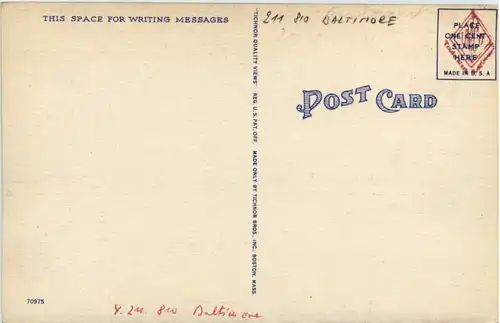 THIS SPACE FOR WRITING MESSAGES
211 810 BALTIMORE
PLACE
ONE CENT
STAMP
HERE
MADE IN U.S.A
POST CARD
"TICHNOR QUALITY VIEWS" REG. U.S. PAT. OFF. MADE ONLY BY TICHNOR BROS., INC., BOSTON, MASS.
70975
Y. 211. 810 Baltimore